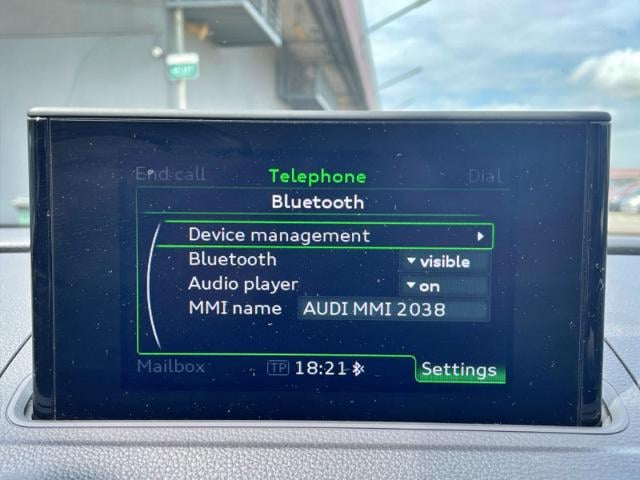 End call Telephone Dial
Bluetooth
Device management
Bluetooth visible
Audio player on
MMI name AUDI MMI 2038
Mailbox TP 18:21 Settings